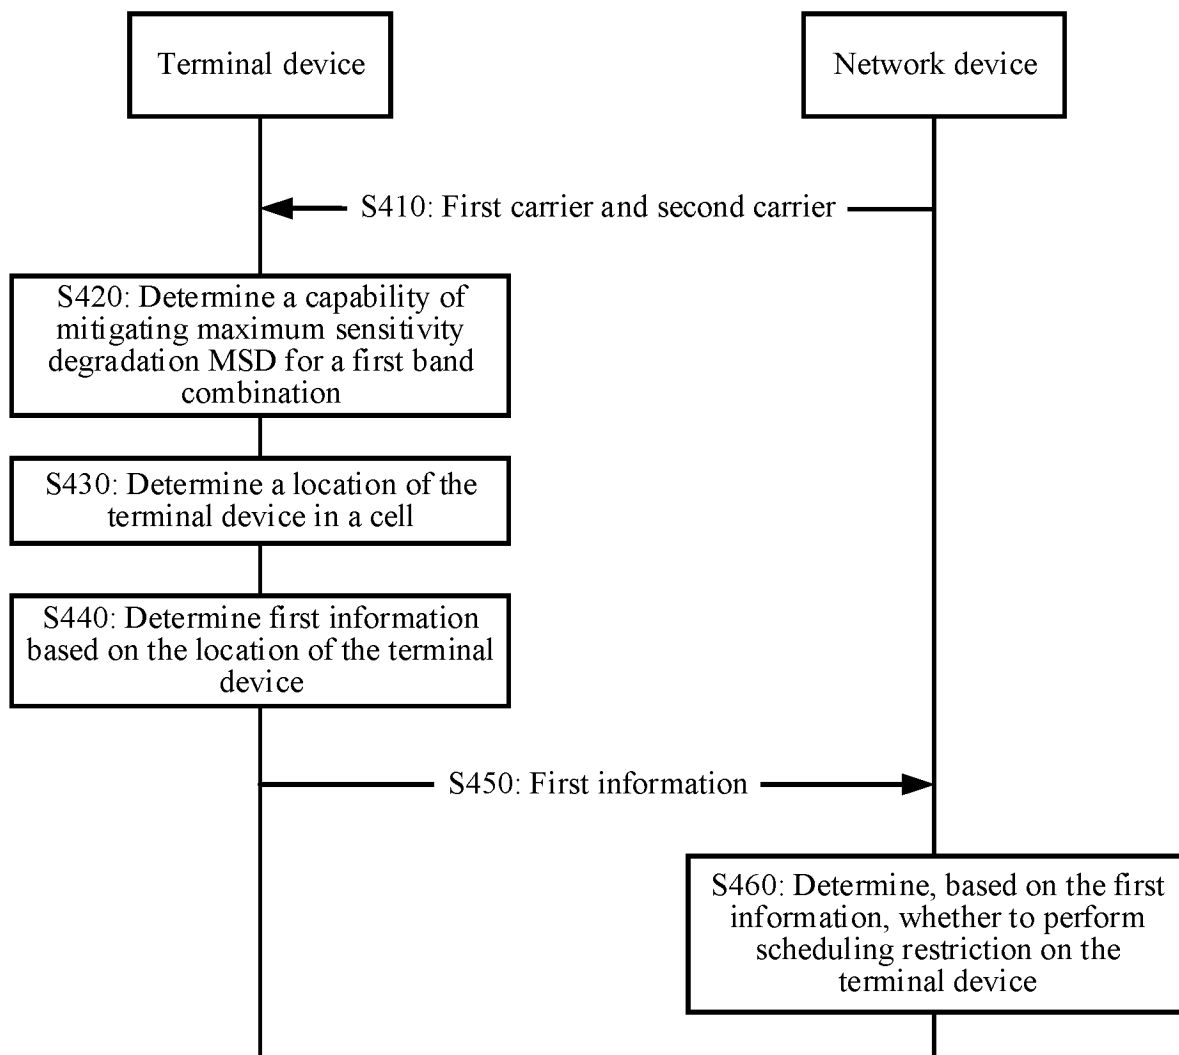 Terminal device
Network device
S410: First carrier and second carrier
S420: Determine a capability of
mitigating maximum sensitivity
degradation MSD for a first band
combination
S430: Determine a location of the
terminal device in a cell
S440: Determine first information
based on the location of the terminal
device
S450: First information
S460: Determine, based on the first
information, whether to perform
scheduling restriction on the
terminal device